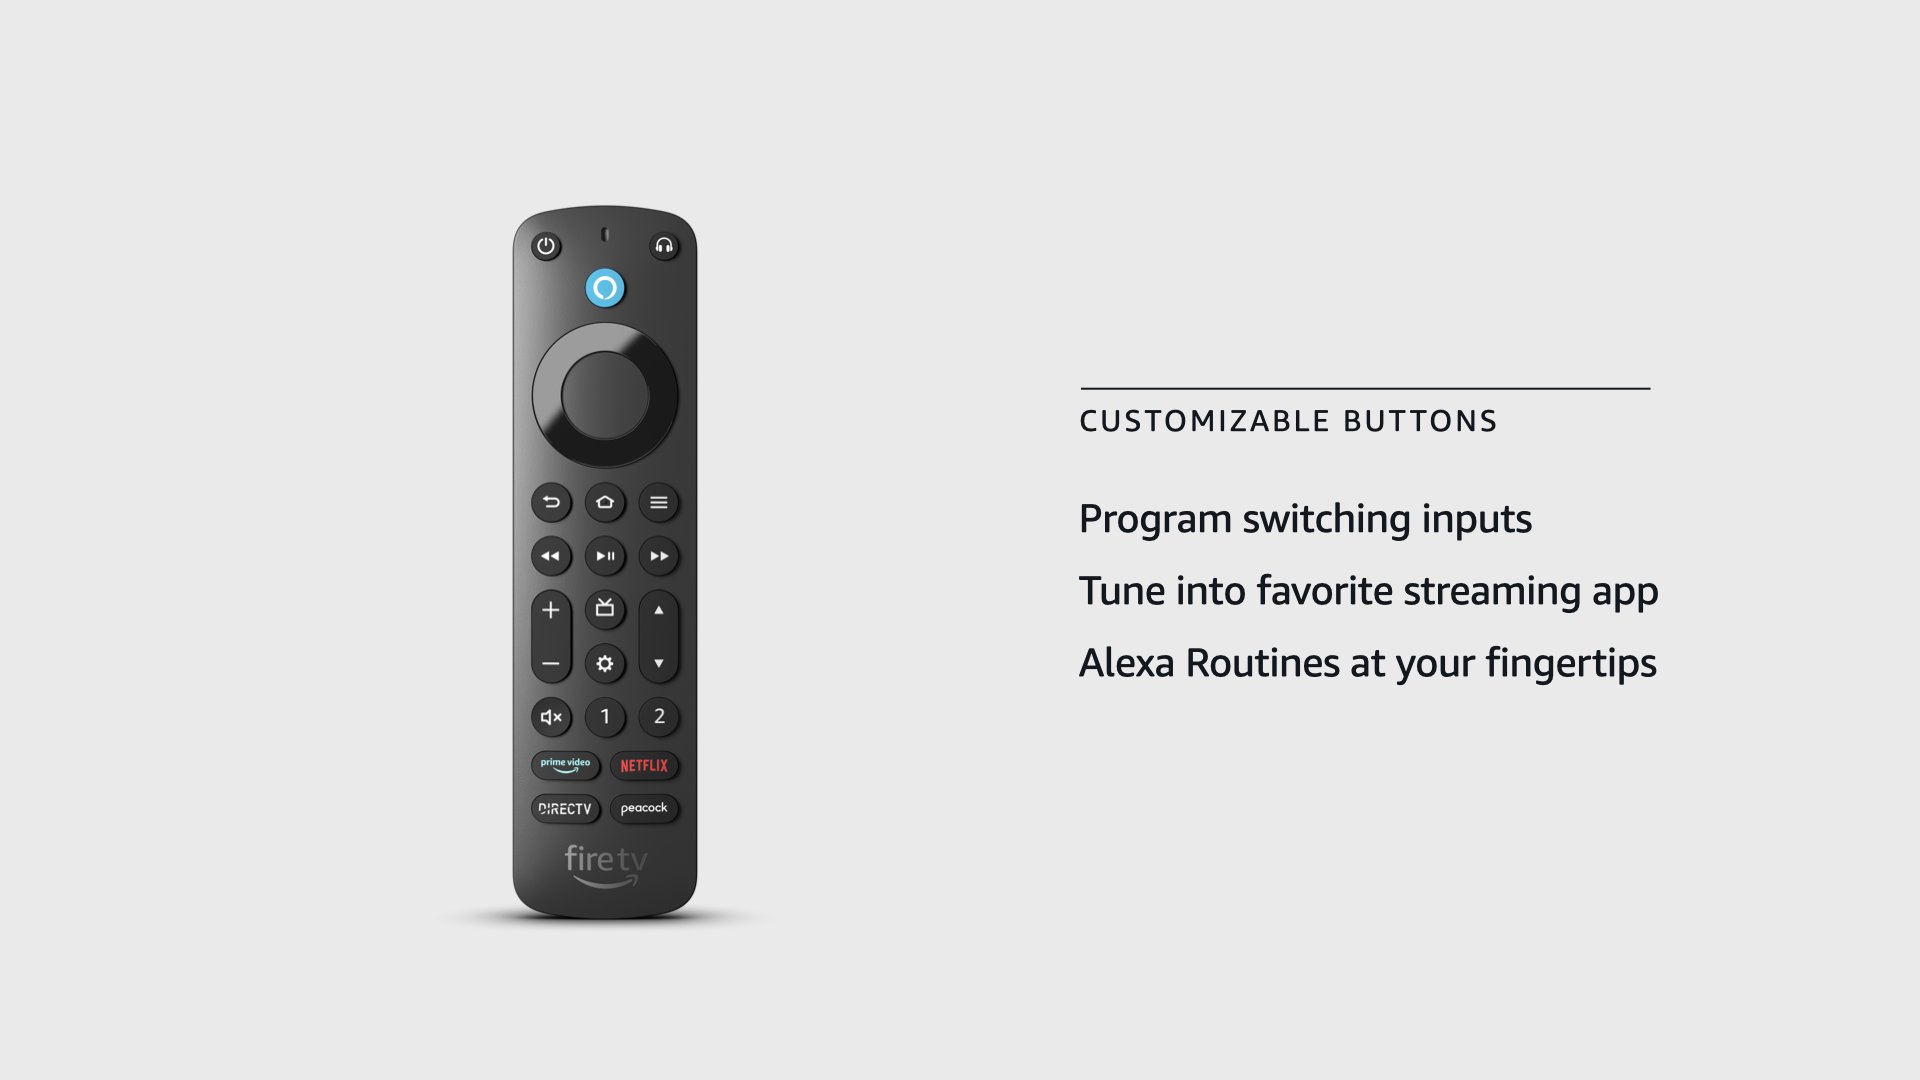 CUSTOMIZABLE BUTTONS
Program switching inputs
Tune into favorite streaming app
Alexa Routines at your fingertips
1 2
prime video NETFLIX
DIRECTV peacock
fire tv